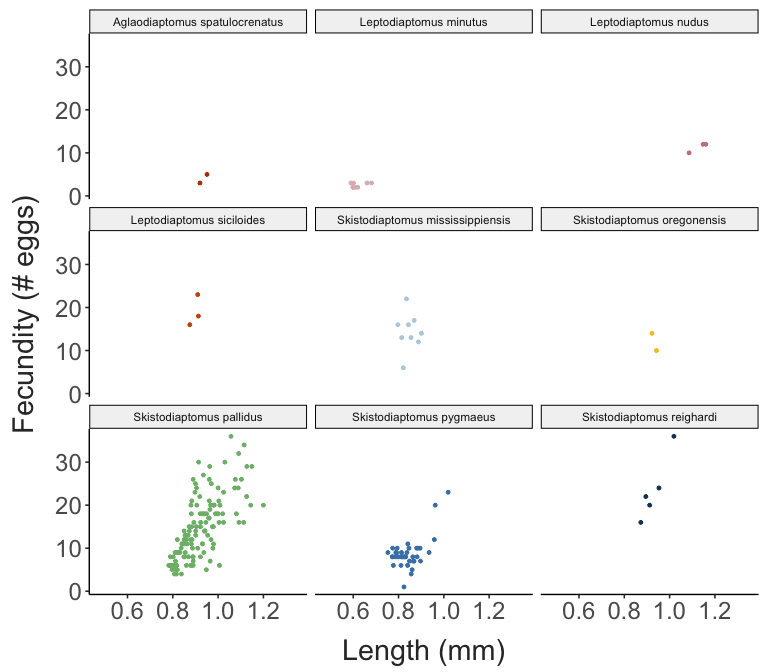 Aglaodiaptomus spatulocrenatus
Leptodiaptomus minutus
Leptodiaptomus nudus
30
20
10
0
Leptodiaptomus siciloides
Skistodiaptomus mississippiensis
Skistodiaptomus oregonensis
30
20
10
0
Skistodiaptomus pallidus
Skistodiaptomus pygmaeus
Skistodiaptomus reighardi
30
20
10
0
0.6 0.8 1.0 1.2
0.6 0.8 1.0 1.2
0.6 0.8 1.0 1.2
Length (mm)
Fecundity (# eggs)